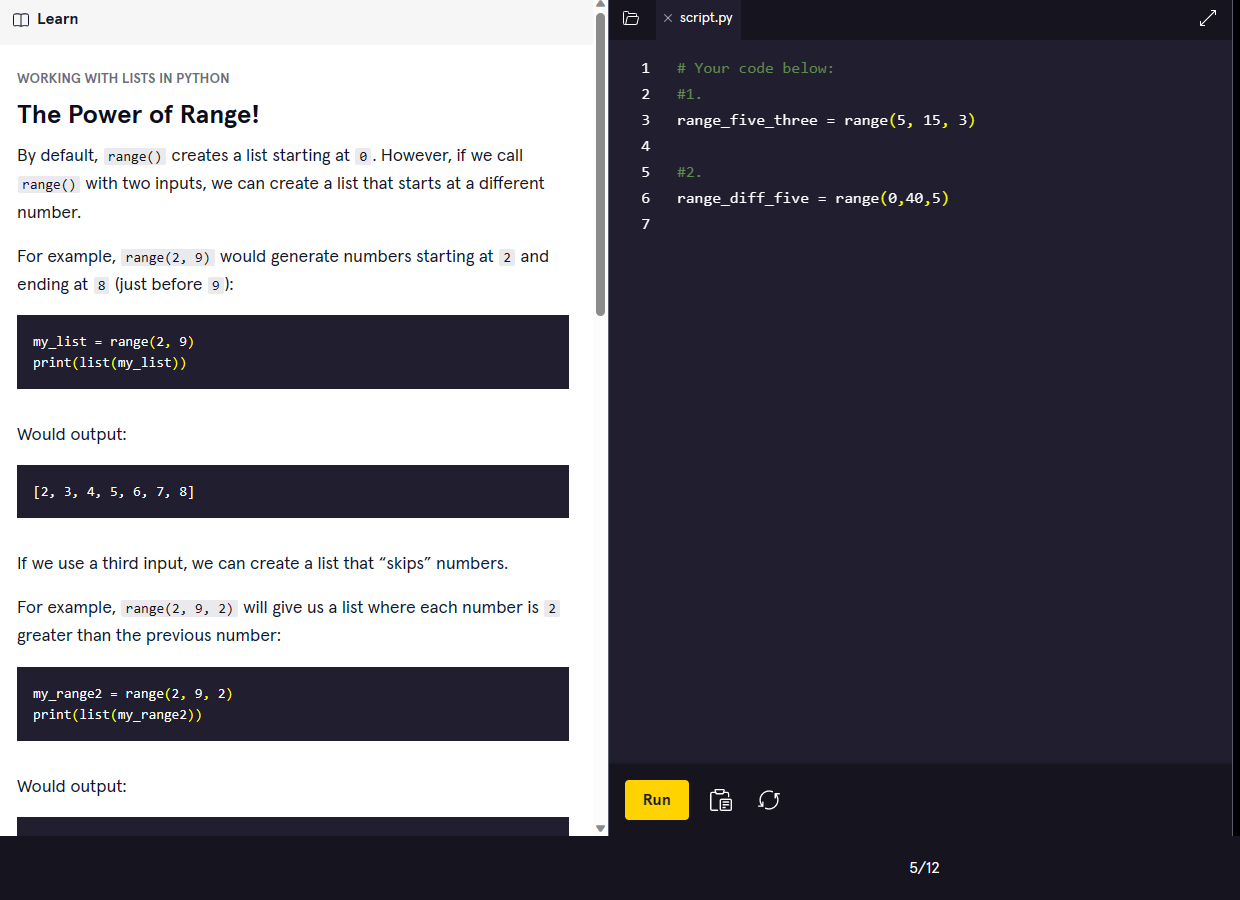 Learn
WORKING WITH LISTS IN PYTHON
The Power of Range!
By default, range() creates a list starting at 0. However, if we call
range() with two inputs, we can create a list that starts at a different
number.
For example, range(2, 9) would generate numbers starting at 2 and
ending at 8 (just before 9):
my_list = range(2, 9)
print(list(my_list))
Would output:
[2, 3, 4, 5, 6, 7, 8]
If we use a third input, we can create a list that “skips” numbers.
For example, range(2, 9, 2) will give us a list where each number is 2
greater than the previous number:
my_range2 = range(2, 9, 2)
print(list(my_range2))
Would output:
script.py
1 # Your code below:
2 #1.
3 range_five_three = range(5, 15, 3)
4
5 #2.
6 range_diff_five = range(0,40,5)
7
Run
5/12